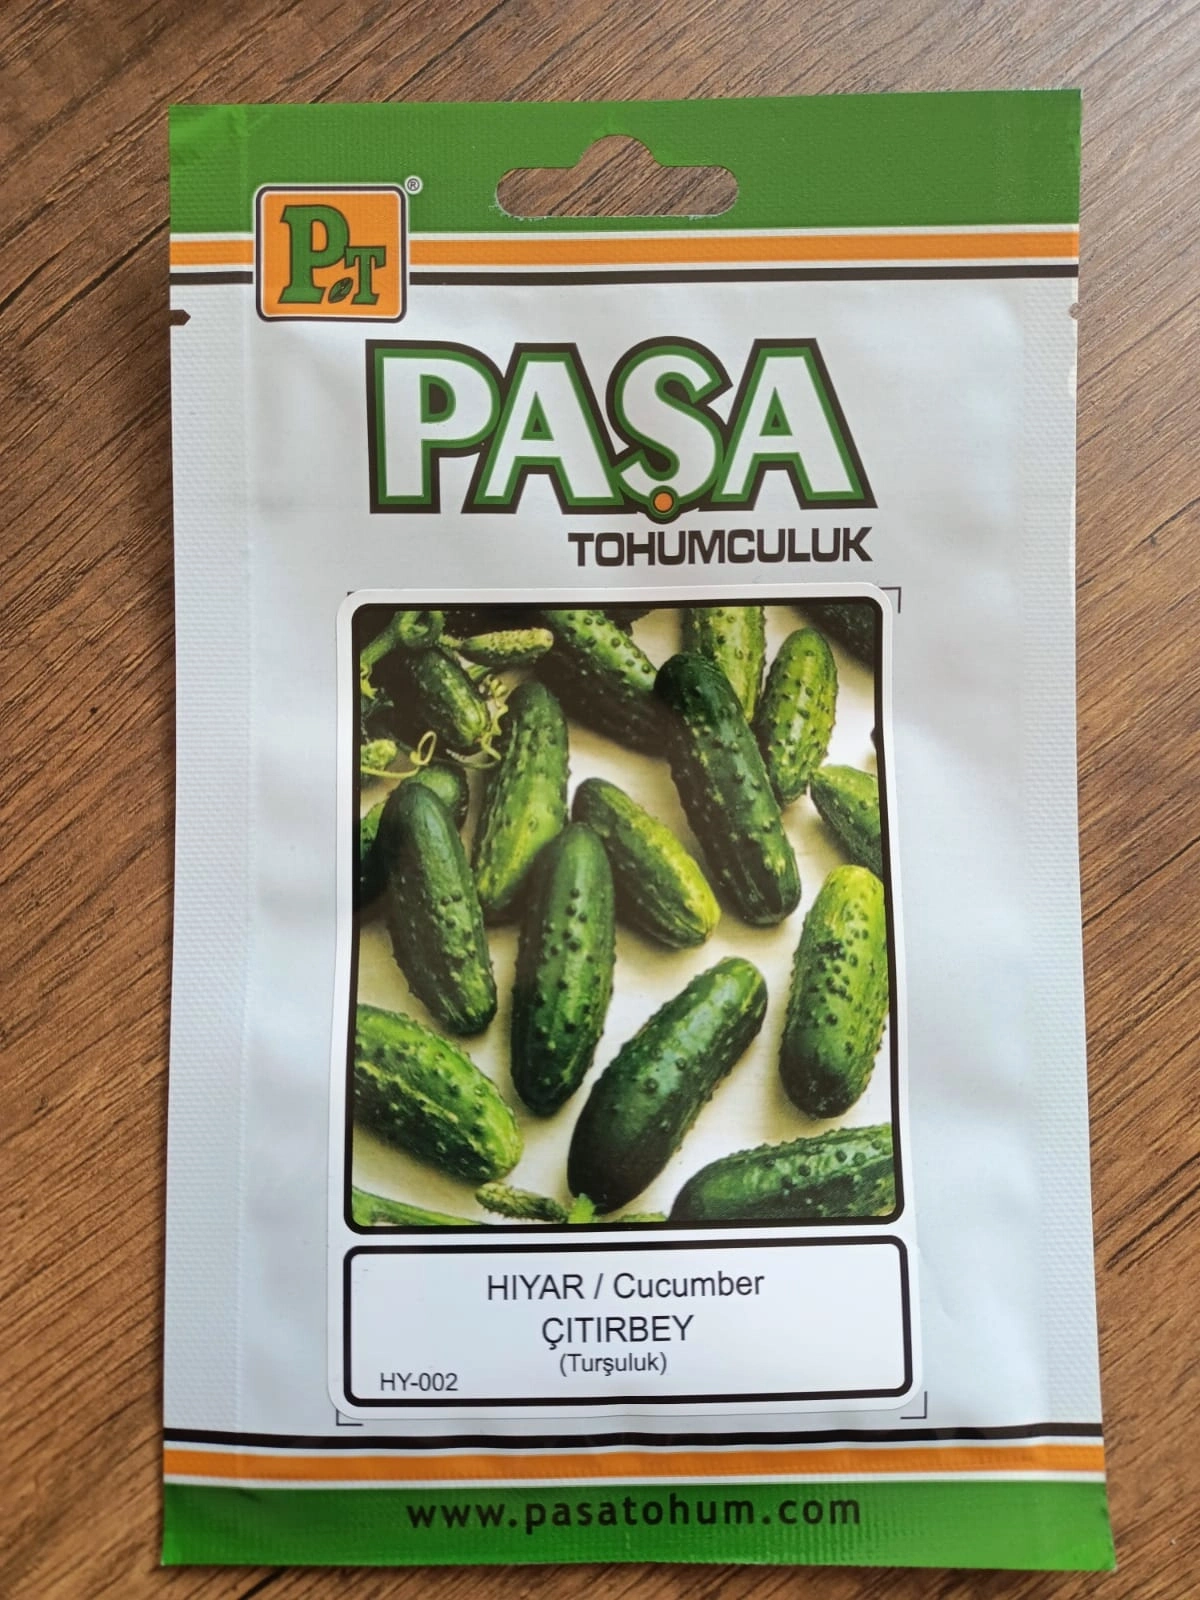 PT®
PAŞA
TOHUMCULUK
HIYAR / Cucumber
ÇITIRBEY
(Turşuluk)
HY-002
www.pasatohum.com